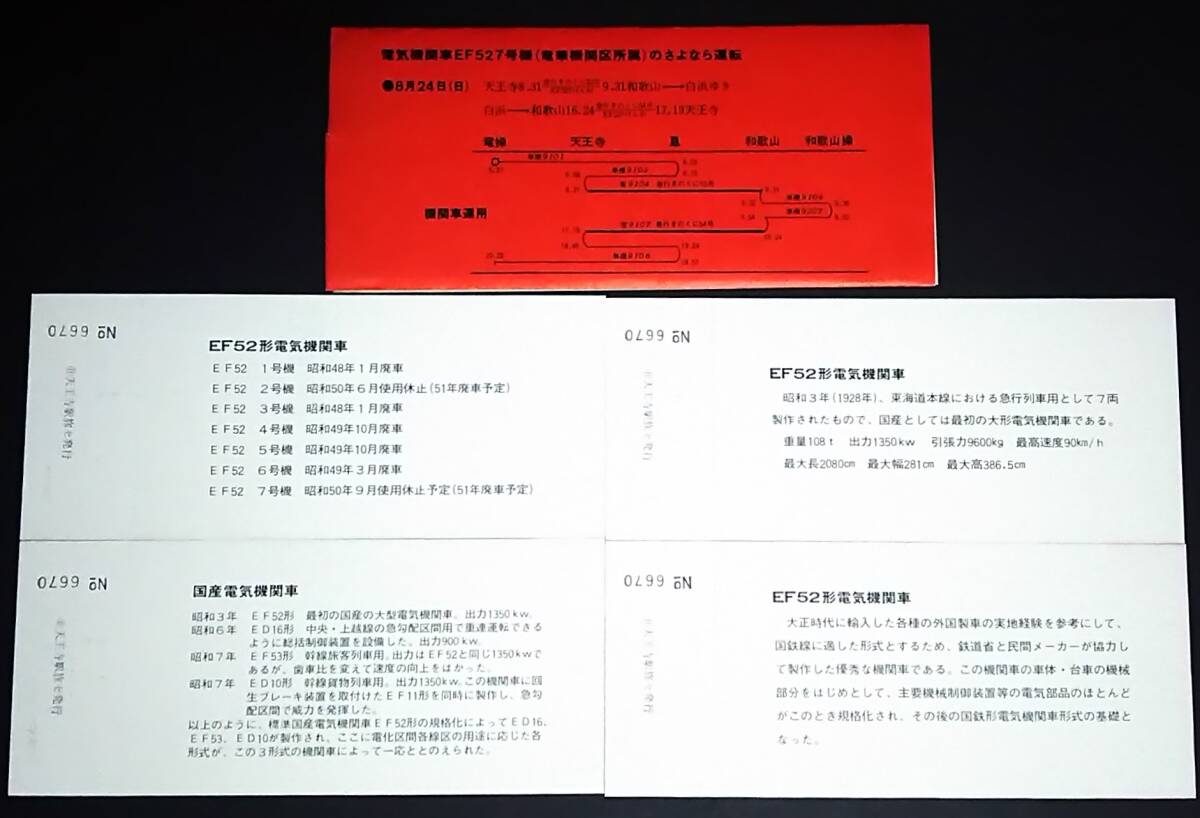 電気機関車EF527号機(竜華機関区所属)のさよなら運転
●8月24日(日) 天王寺8.31 9.31和歌山→白浜ゆき
白浜→和歌山16.24 17.19天王寺
竜操 天王寺 鳳 和歌山 和歌山操
単機9101
単機9102
機関車運用
単機9106
No 6670
EF52形電気機関車
EF52 1号機 昭和48年1月廃車
EF52 2号機 昭和50年6月使用休止(51年廃車予定)
EF52 3号機 昭和48年1月廃車
EF52 4号機 昭和49年10月廃車
EF52 5号機 昭和49年10月廃車
EF52 6号機 昭和49年3月廃車
EF52 7号機 昭和50年9月使用休止予定(51年廃車予定)
No 6670
EF52形電気機関車
昭和3年(1928年)、東海道本線における急行列車用として7両
製作されたもので、国産としては最初の大形電気機関車である。
重量108t 出力1350kw 引張力9600kg 最高速度90km/h
最大長2080cm 最大幅281cm 最大高386.5cm
No 6670
国産電気機関車
昭和3年 EF52形 最初の国産の大型電気機関車。出力1350kw.
昭和6年 ED16形 中央・上越線の急勾配区間用で重連運転できる
ように総括制御装置を設備した。出力900kw.
昭和7年 EF53形 幹線旅客列車用。出力はEF52と同じ1350kwで
あるが、歯車比を変えて速度の向上をはかった。
昭和7年 ED10形 幹線貨物列車用。出力1350kw.この機関車に回
生ブレーキ装置を取付けたEF11形を同時に製作し、急勾
配区間で威力を発揮した。
以上のように、標準国産電気機関車EF52形の規格化によってED16、
EF53、ED10が製作され、ここに電化区間各線区の用途に応じた各
形式が、この3形式の機関車によって一応ととのえられた。
No 6670
EF52形電気機関車
大正時代に輸入した各種の外国製車の実地経験を参考にして、
国鉄線に適した形式とするため、鉄道省と民間メーカーが協力し
て製作した優秀な機関車である。この機関車の車体・台車の機械
部分をはじめとして、主要機械制御装置等の電気部品のほとんど
がこのとき規格化され、その後の国鉄形電気機関車形式の基礎と
なった。